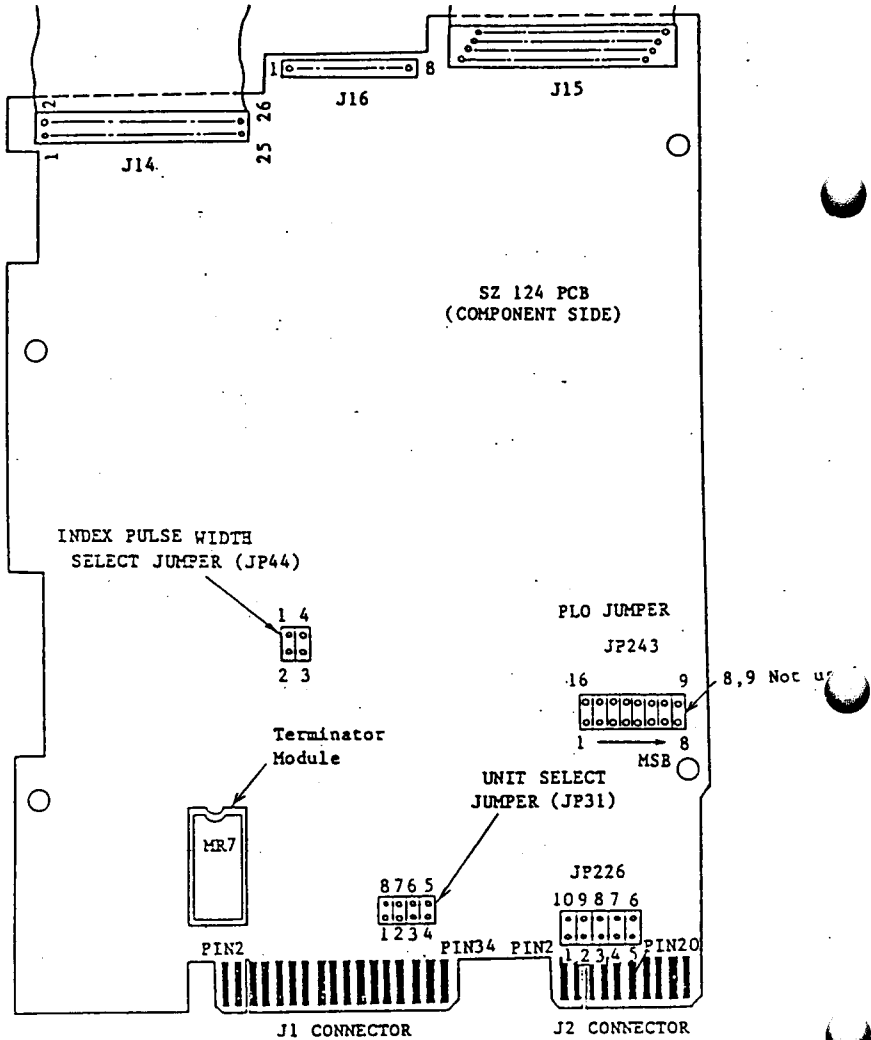 1 8
J16
J15
2 26
1 25
J14
SZ 124 PCB
(COMPONENT SIDE)
INDEX PULSE WIDTH
SELECT JUMPER (JP44)
1 4
2 3
PLO JUMPER
JP243
16 9
8,9 Not
1 8
MSB
Terminator
Module
UNIT SELECT
JUMPER (JP31)
MR7
JP226
8 7 6 5
1 2 3 4
10 9 8 7 6
1 2 3 4 5
PIN2 PIN34 PIN2 PIN20
J1 CONNECTOR J2 CONNECTOR